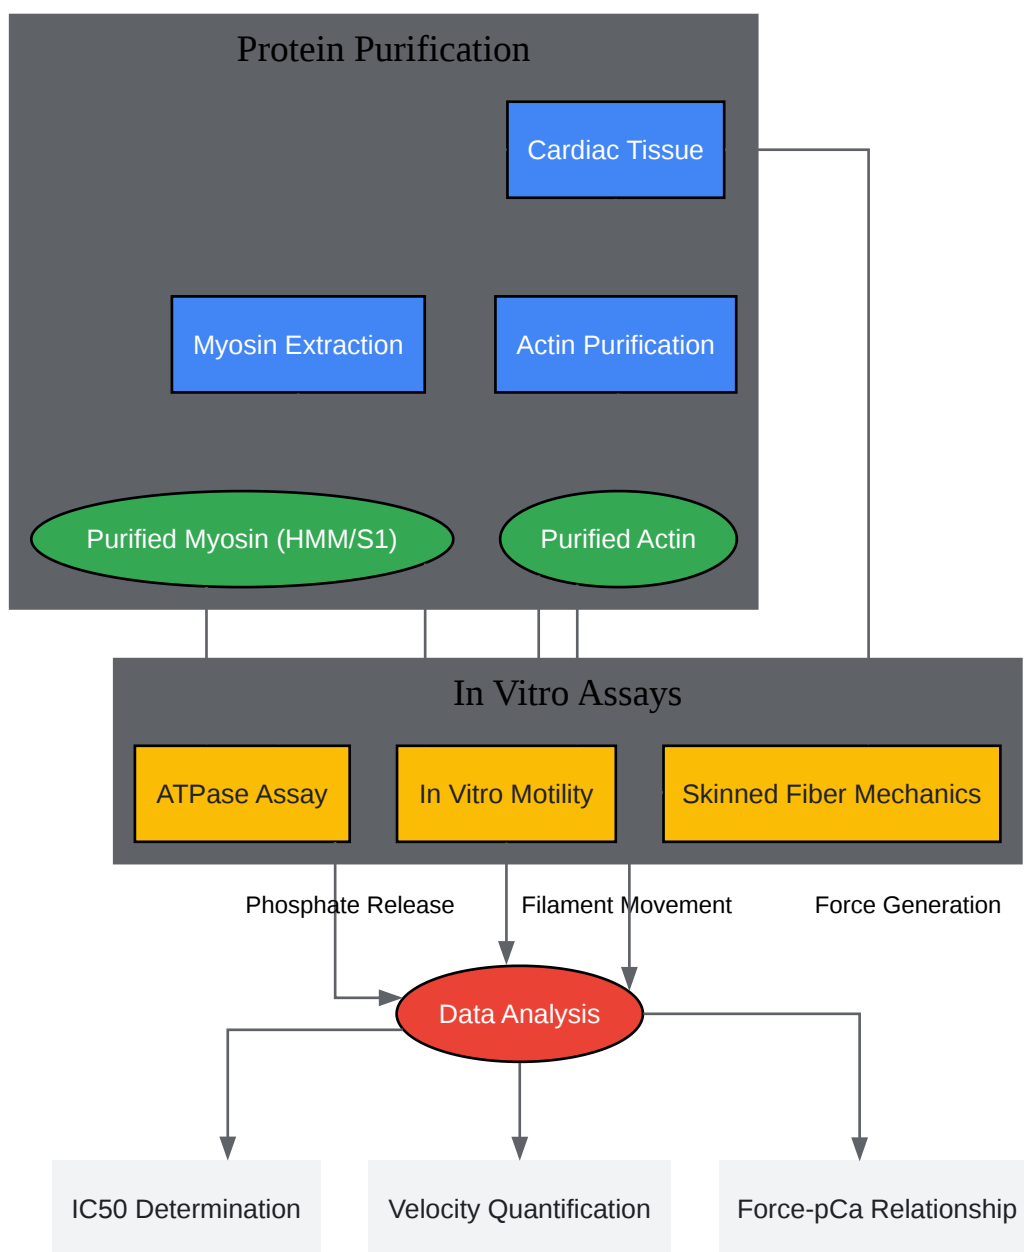 Protein Purification
Cardiac Tissue
Myosin Extraction
Actin Purification
Purified Myosin (HMM/S1)
Purified Actin
In Vitro Assays
ATPase Assay
In Vitro Motility
Skinned Fiber Mechanics
Phosphate Release
Filament Movement
Force Generation
Data Analysis
IC50 Determination
Velocity Quantification
Force-pCa Relationship